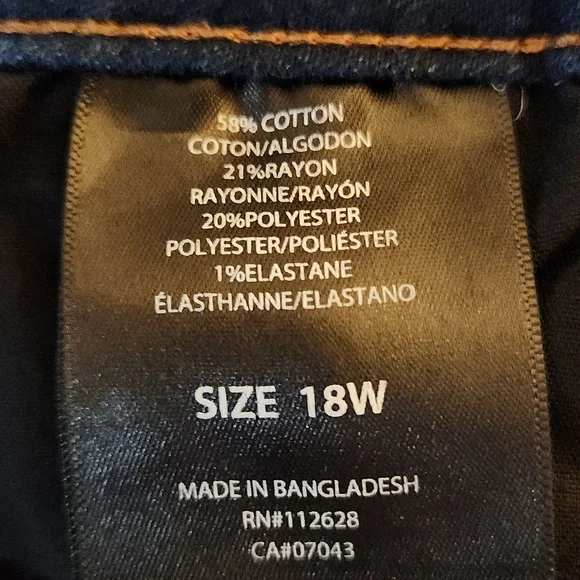 58% COTTON
COTON/ALGODON
21%RAYON
RAYONNE/RAYÓN
20%POLYESTER
POLYESTER/POLIÉSTER
1%ELASTANE
ÉLASTHANNE/ELASTANO
SIZE 18W
MADE IN BANGLADESH
RN#112628
CA#07043